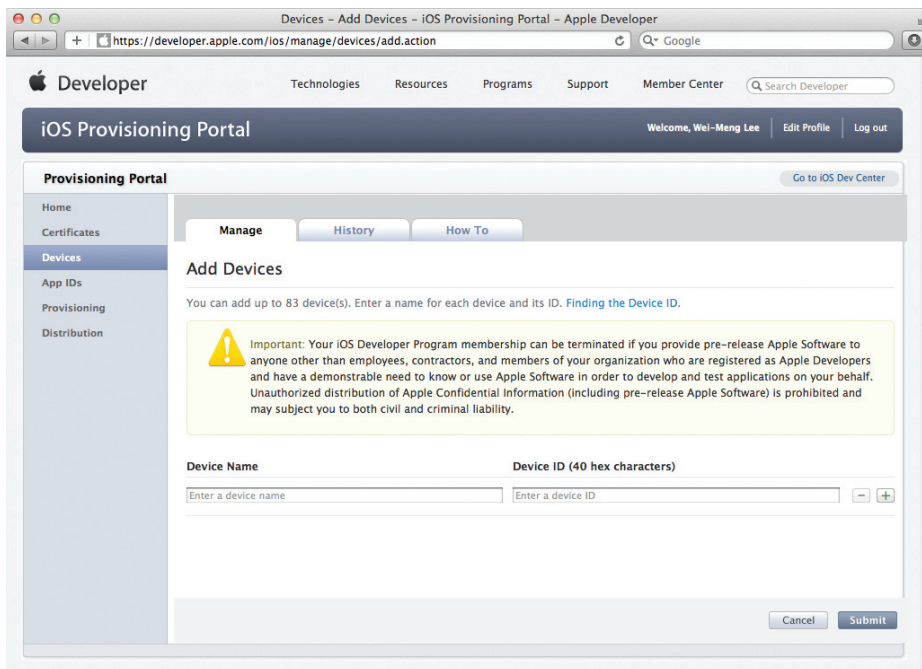 Devices – Add Devices – iOS Provisioning Portal – Apple Developer
https://developer.apple.com/ios/manage/devices/add.action
Google
Developer
Technologies Resources Programs Support Member Center Search Developer
iOS Provisioning Portal
Welcome, Wei-Meng Lee Edit Profile Log out
Provisioning Portal
Go to iOS Dev Center
Home
Certificates
Devices
App IDs
Provisioning
Distribution
Manage History How To
Add Devices
You can add up to 83 device(s). Enter a name for each device and its ID. Finding the Device ID.
Important: Your iOS Developer Program membership can be terminated if you provide pre-release Apple Software to
anyone other than employees, contractors, and members of your organization who are registered as Apple Developers
and have a demonstrable need to know or use Apple Software in order to develop and test applications on your behalf.
Unauthorized distribution of Apple Confidential Information (including pre-release Apple Software) is prohibited and
may subject you to both civil and criminal liability.
Device Name Device ID (40 hex characters)
Enter a device name Enter a device ID
Cancel Submit